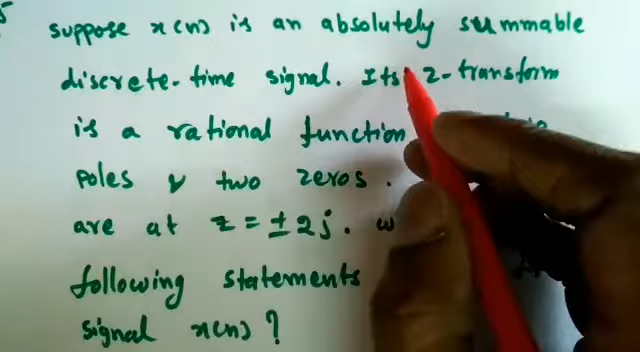 5
suppose x(n) is an absolutely summable
discrete-time signal. Its z-transform
is a rational function
poles & two zeros.
are at z = ±2j. w
following statements
signal x(n) ?